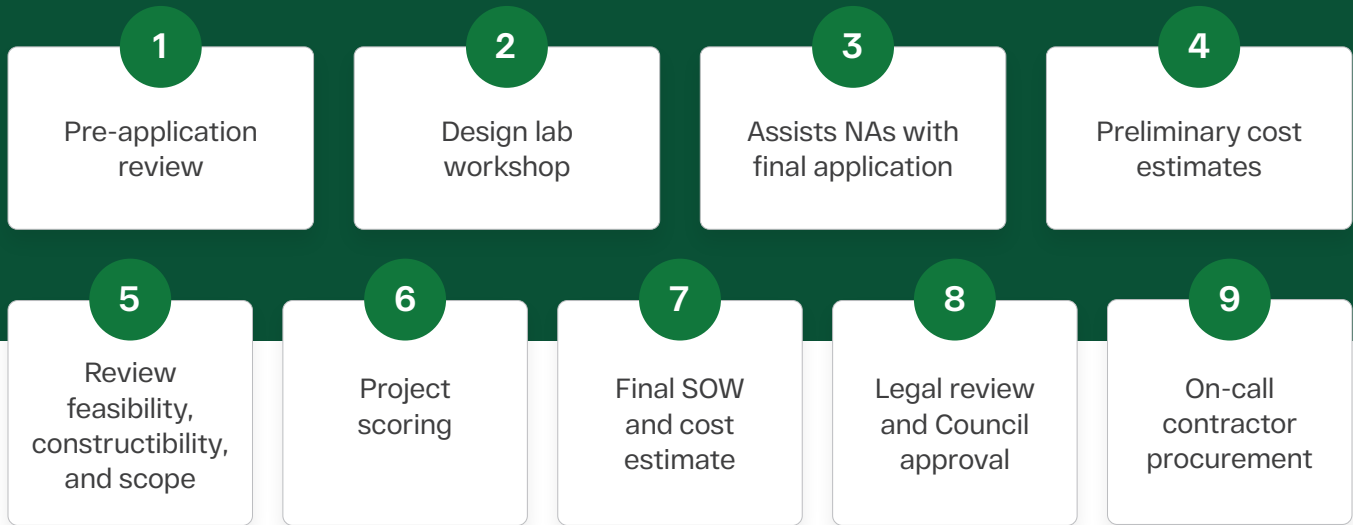 1
Pre-application
review
2
Design lab
workshop
3
Assists NAs with
final application
4
Preliminary cost
estimates
5
Review
feasibility,
constructibility,
and scope
6
Project
scoring
7
Final SOW
and cost
estimate
8
Legal review
and Council
approval
9
On-call
contractor
procurement